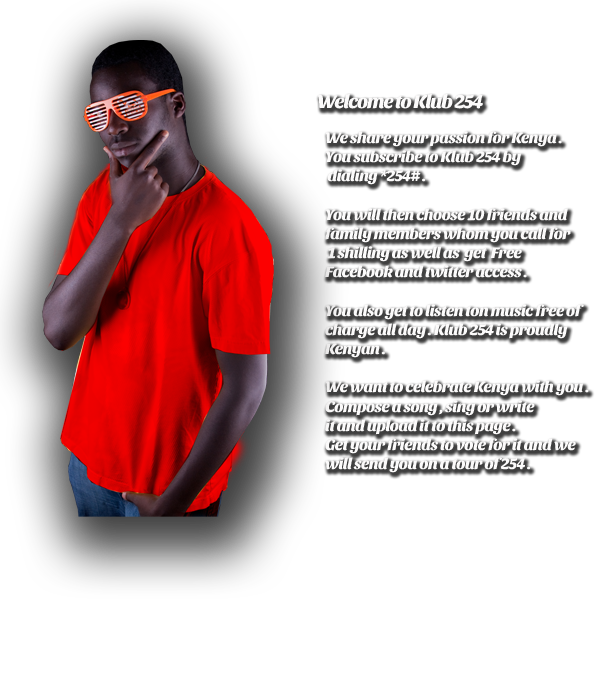 Welcome to Klub 254
We share your passion for Kenya .
You subscribe to Klub 254 by
dialing *254# .
You will then choose 10 friends and
family members whom you call for
1 shilling as well as get Free
Facebook and twitter access .
You also get to listen ton music free of
charge all day . Klub 254 is proudly
Kenyan .
We want to celebrate Kenya with you .
Compose a song , sing or write
it and upload it to this page .
Get your friends to vote for it and we
will send you on a tour of 254 .